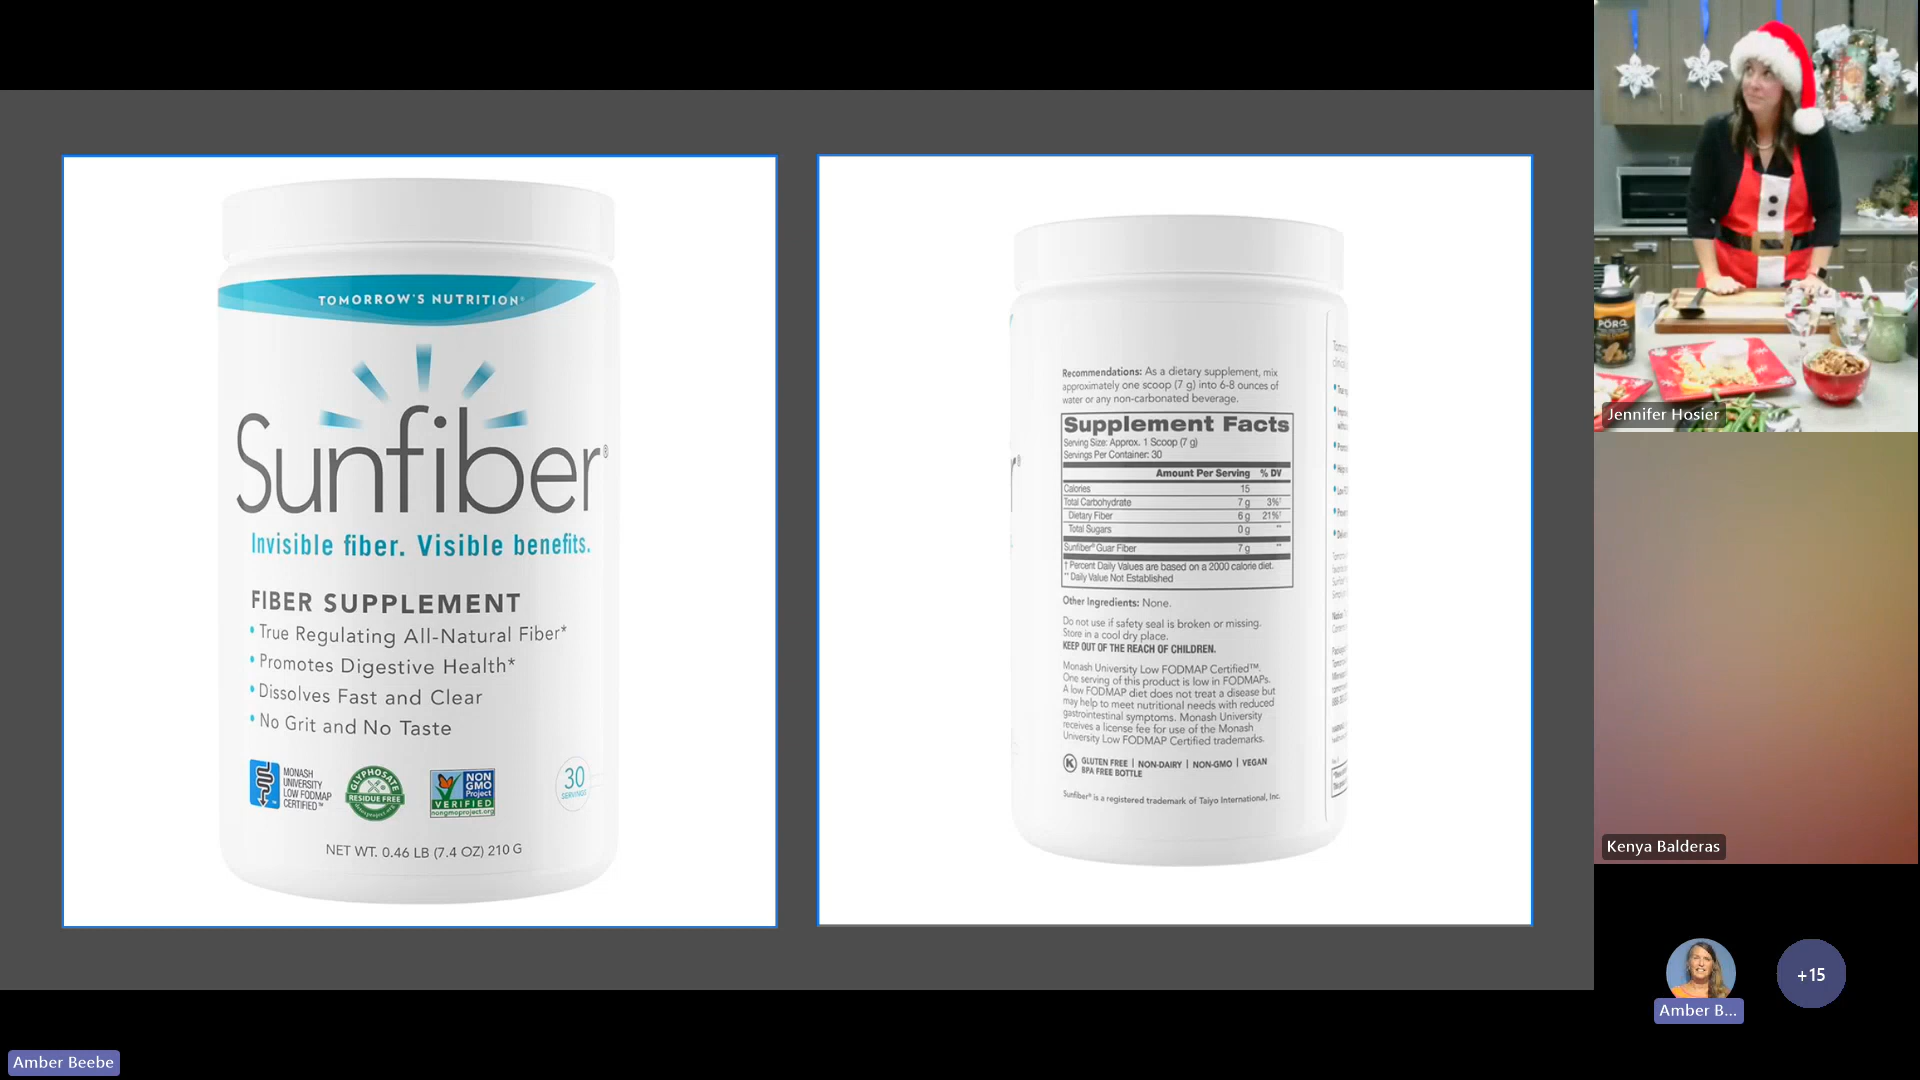 TOMORROW'S NUTRITION®
Sunfiber®
Invisible fiber. Visible benefits.
FIBER SUPPLEMENT
• True Regulating All-Natural Fiber*
• Promotes Digestive Health*
• Dissolves Fast and Clear
• No Grit and No Taste
MONASH
UNIVERSITY
LOW FODMAP
CERTIFIED™
GLYPHOSATE
RESIDUE FREE
NON
GMO
Project
VERIFIED
nongmoproject.org
30
SERVINGS
NET WT. 0.46 LB (7.4 OZ) 210 G
Recommendations: As a dietary supplement, mix
approximately one scoop (7 g) into 6-8 ounces of
water or any non-carbonated beverage.
Supplement Facts
Serving Size: Approx. 1 Scoop (7 g)
Servings Per Container: 30
Amount Per Serving % DV
Calories 15
Total Carbohydrate 7 g 3%†
Dietary Fiber 6 g 21%†
Total Sugars 0 g **
Sunfiber® Guar Fiber 7 g **
† Percent Daily Values are based on a 2000 calorie diet.
** Daily Value Not Established
Other Ingredients: None.
Do not use if safety seal is broken or missing.
Store in a cool dry place.
KEEP OUT OF THE REACH OF CHILDREN.
Monash University Low FODMAP Certified™.
One serving of this product is low in FODMAPs.
A low FODMAP diet does not treat a disease but
may help to meet nutritional needs with reduced
gastrointestinal symptoms. Monash University
receives a license fee for use of the Monash
University Low FODMAP Certified trademarks.
K GLUTEN FREE | NON-DAIRY | NON-GMO | VEGAN
BPA FREE BOTTLE
Sunfiber® is a registered trademark of Taiyo International, Inc.
PÖRQ
Jennifer Hosier
Kenya Balderas
Amber B...
+15
Amber Beebe